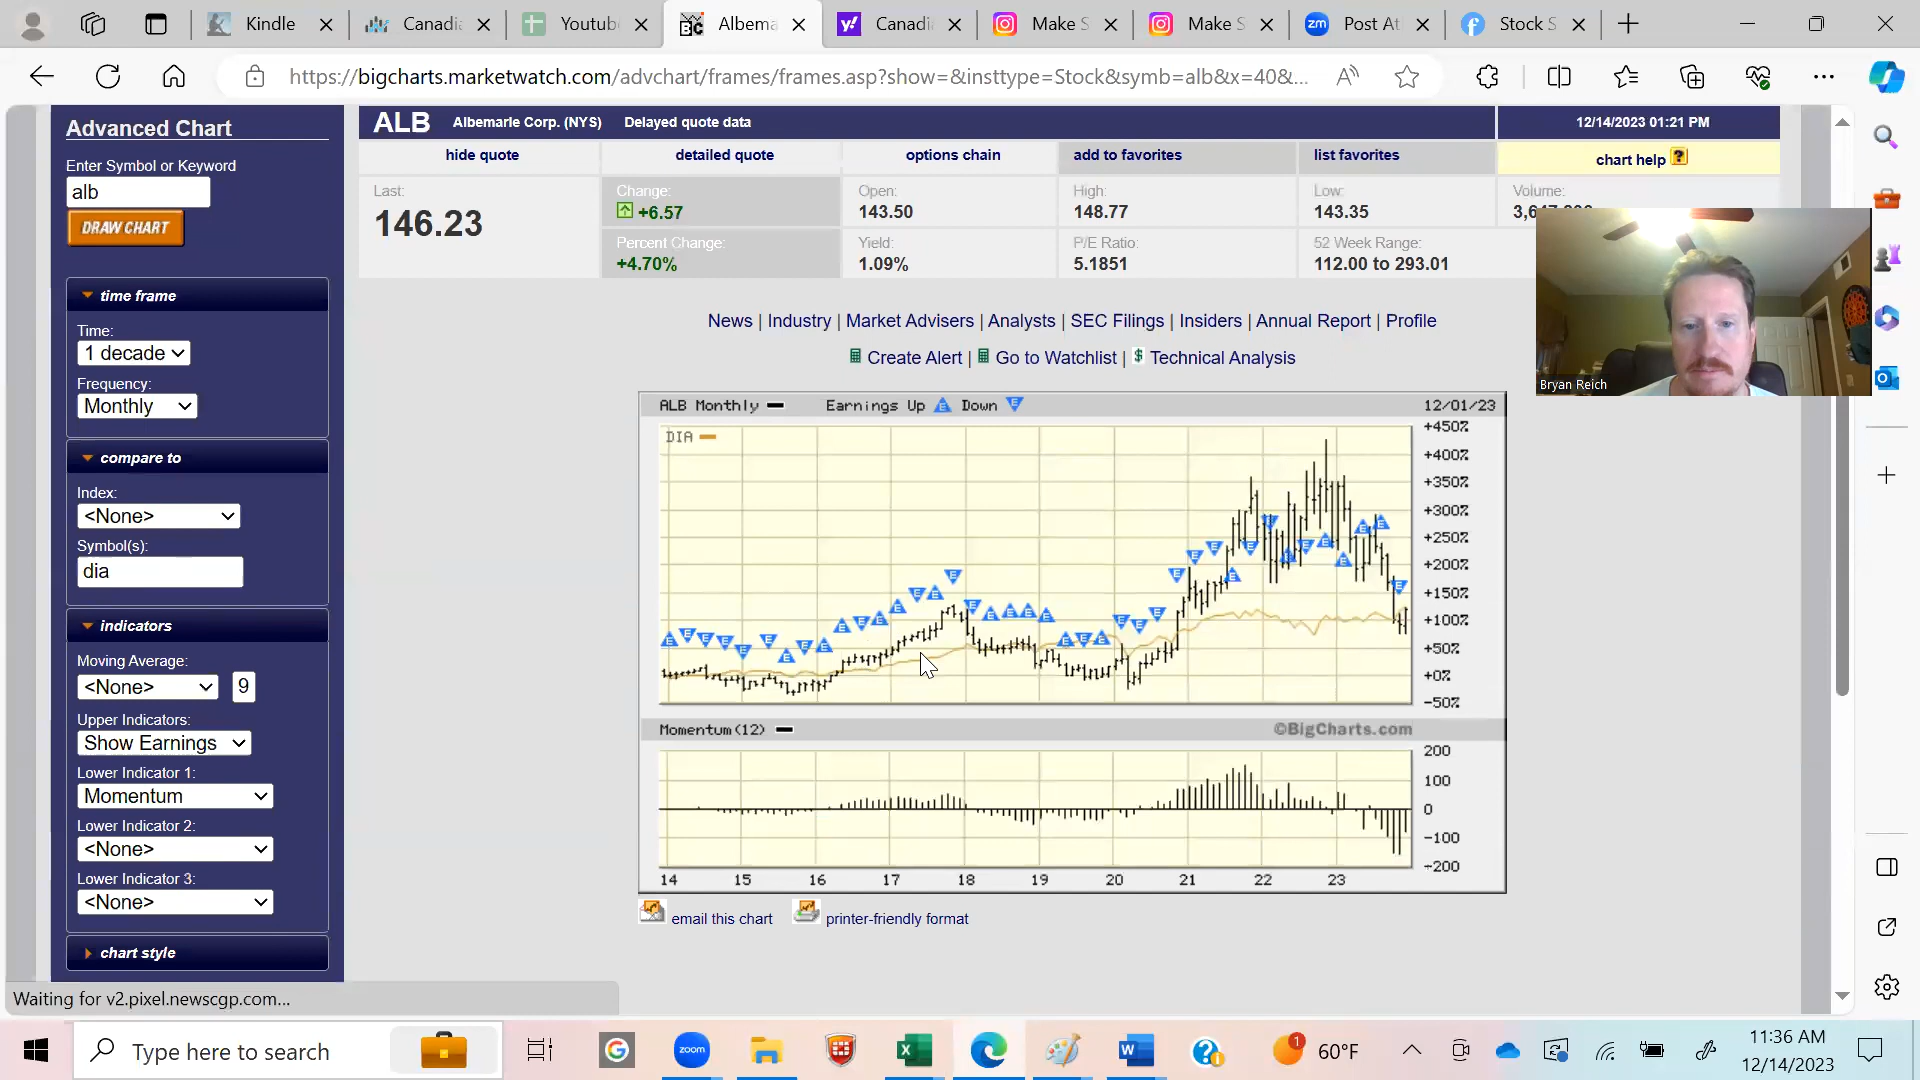 Kindle
Canadi
Youtub
Albema
Canadi
Make S
Make S
Post At
Stock S
https://bigcharts.marketwatch.com/advchart/frames/frames.asp?show=&insttype=Stock&symb=alb&x=40&...
Advanced Chart
Enter Symbol or Keyword
alb
DRAW CHART
time frame
Time:
1 decade
Frequency:
Monthly
compare to
Index:
<None>
Symbol(s):
dia
indicators
Moving Average:
<None> 9
Upper Indicators:
Show Earnings
Lower Indicator 1:
Momentum
Lower Indicator 2:
<None>
Lower Indicator 3:
<None>
chart style
ALB Albemarle Corp. (NYS) Delayed quote data 12/14/2023 01:21 PM
hide quote detailed quote options chain add to favorites list favorites chart help ?
Last: Change: Open: High: Low: Volume:
146.23 +6.57 143.50 148.77 143.35
Percent Change: Yield: P/E Ratio: 52 Week Range:
+4.70% 1.09% 5.1851 112.00 to 293.01
News | Industry | Market Advisers | Analysts | SEC Filings | Insiders | Annual Report | Profile
Create Alert | Go to Watchlist | $ Technical Analysis
Bryan Reich
ALB Monthly Earnings Up E Down E 12/01/23
DIA
+450%
+400%
+350%
+300%
+250%
+200%
+150%
+100%
+50%
+0%
-50%
Momentum(12) ©BigCharts.com
200
100
0
-100
-200
14 15 16 17 18 19 20 21 22 23
email this chart printer-friendly format
Waiting for v2.pixel.newscgp.com...
Type here to search
zoom
1 60°F
11:36 AM
12/14/2023